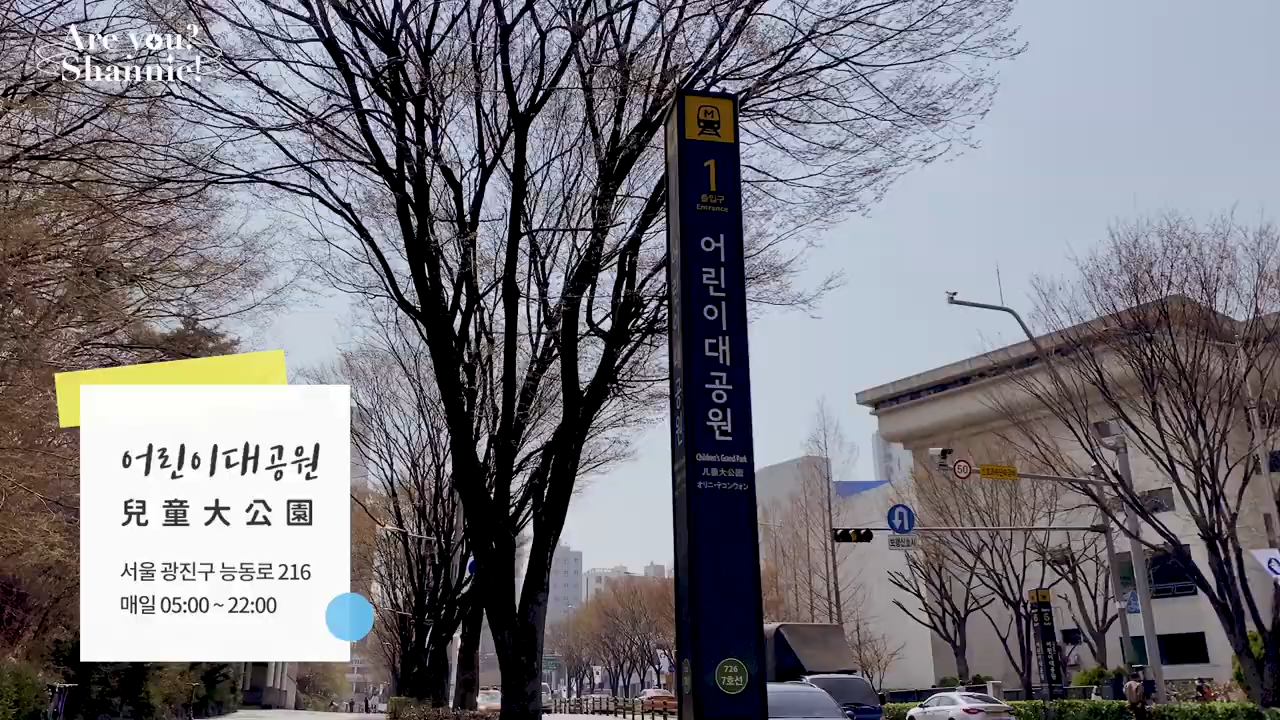 Are you?
Shannie!
M
1
출입구
Entrance
어린이대공원
Children's Grand Park
儿童大公园
オリニ・デコンウォン
726
7호선
어린이대공원
兒童大公園
서울 광진구 능동로 216
매일 05:00 ~ 22:00
50